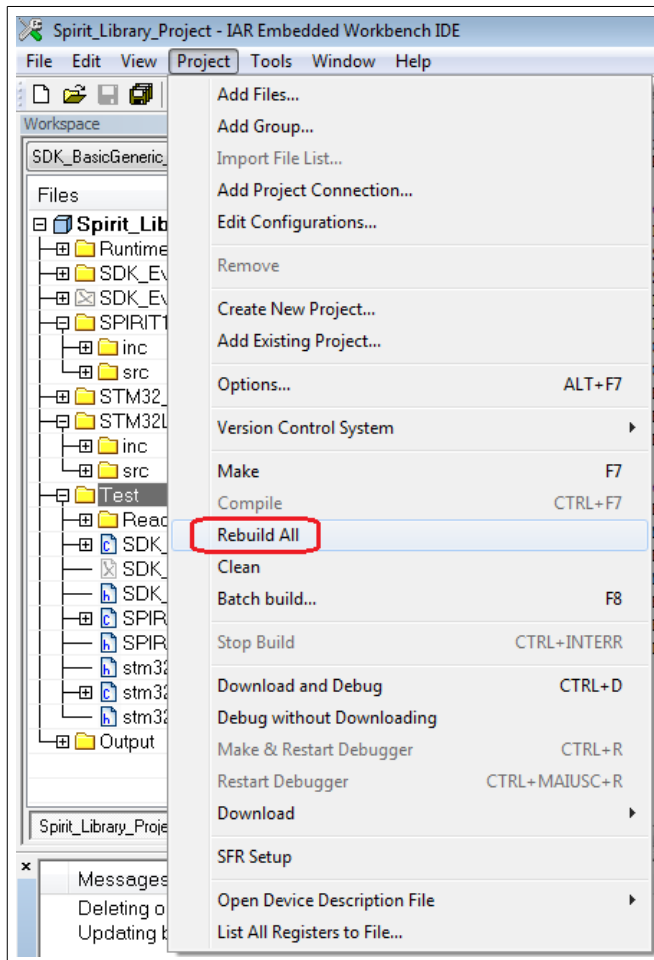 Spirit_Library_Project - IAR Embedded Workbench IDE
File Edit View Project Tools Window Help
Workspace
SDK_BasicGeneric_
Files
Spirit_Lib
Runtime
SDK_Ev
SDK_Ev
SPIRIT1
inc
src
STM32_
STM32L
inc
src
Test
Read
SDK_
SDK_
SDK_
SPIR
SPIR
stm32
stm32
stm32
Output
Spirit_Library_Proje
Add Files...
Add Group...
Import File List...
Add Project Connection...
Edit Configurations...
Remove
Create New Project...
Add Existing Project...
Options... ALT+F7
Version Control System
Make F7
Compile CTRL+F7
Rebuild All
Clean
Batch build... F8
Stop Build CTRL+INTERR
Download and Debug CTRL+D
Debug without Downloading
Make & Restart Debugger CTRL+R
Restart Debugger CTRL+MAIUSC+R
Download
SFR Setup
Open Device Description File
List All Registers to File...
Messages
Deleting o
Updating b